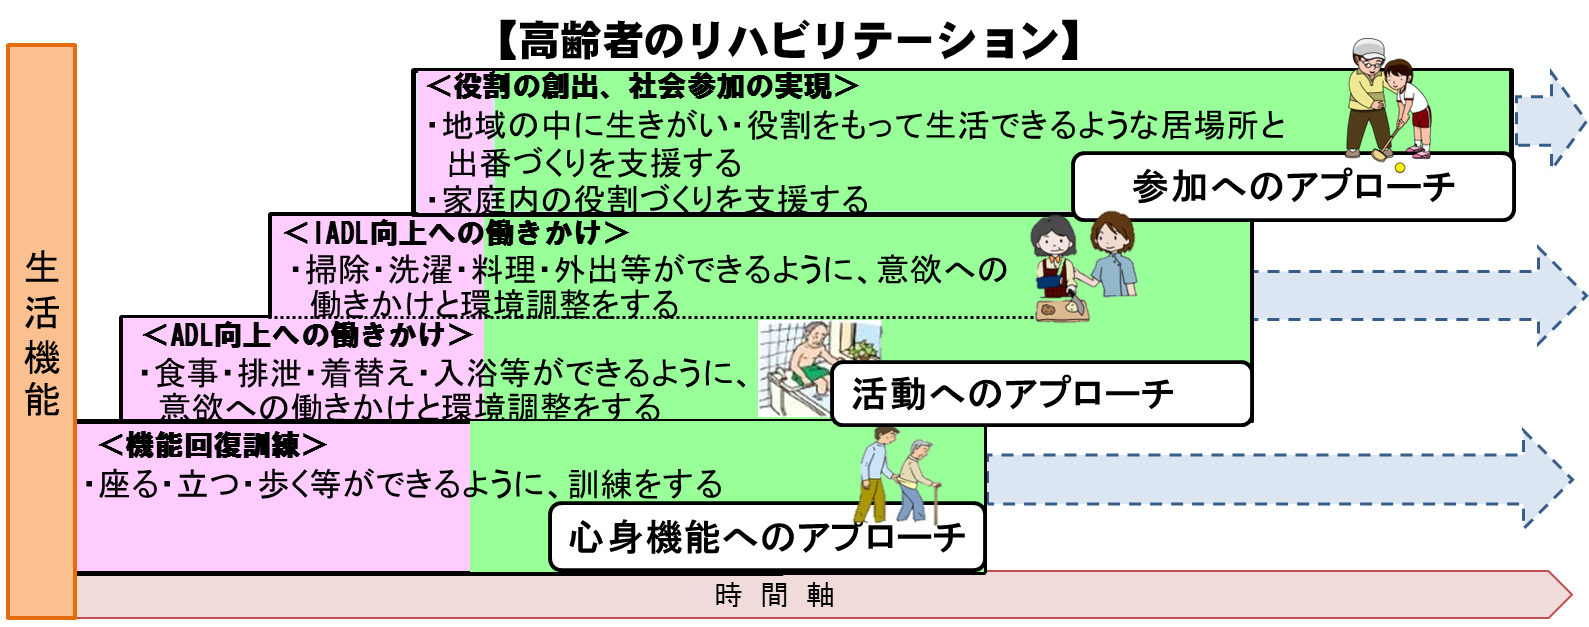 【高齢者のリハビリテーション】
＜役割の創出、社会参加の実現＞
・地域の中に生きがい・役割をもって生活できるような居場所と
出番づくりを支援する
・家庭内の役割づくりを支援する
参加へのアプローチ
＜IADL向上への働きかけ＞
・掃除・洗濯・料理・外出等ができるように、意欲への
働きかけと環境調整をする
＜ADL向上への働きかけ＞
・食事・排泄・着替え・入浴等ができるように、
意欲への働きかけと環境調整をする
活動へのアプローチ
＜機能回復訓練＞
・座る・立つ・歩く等ができるように、訓練をする
心身機能へのアプローチ
生活機能
時間軸